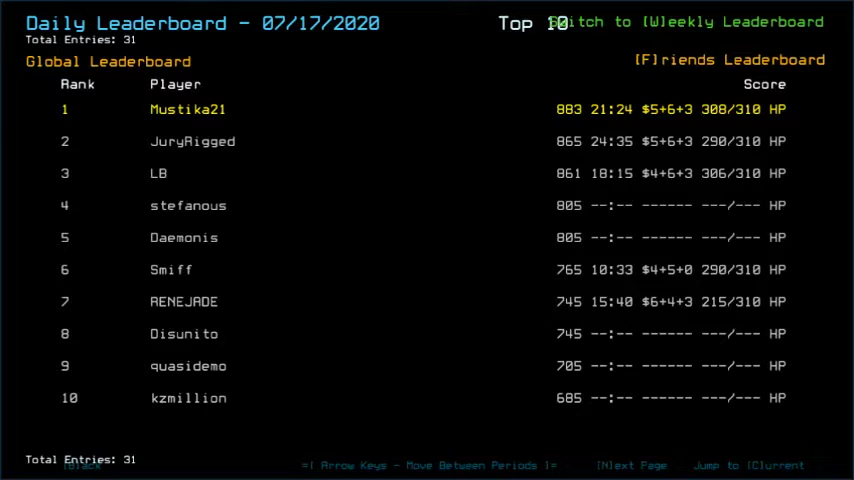 Daily Leaderboard - 07/17/2020 Top 10 Switch to [W]eekly Leaderboard
Total Entries: 31
Global Leaderboard [F]riends Leaderboard
Rank Player Score
1 Mustika21 883 21:24 $5+6+3 308/310 HP
2 JuryRigged 865 24:35 $5+6+3 290/310 HP
3 LB 861 18:15 $4+6+3 306/310 HP
4 stefanous 805 --:-- ------ ---/--- HP
5 Daemonis 805 --:-- ------ ---/--- HP
6 Smiff 765 10:33 $4+5+0 290/310 HP
7 RENEJADE 745 15:40 $6+4+3 215/310 HP
8 Disunito 745 --:-- ------ ---/--- HP
9 quasidemo 705 --:-- ------ ---/--- HP
10 kzmillion 685 --:-- ------ ---/--- HP
Total Entries: 31
[B]ack =[ Arrow Keys - Move Between Periods ]= [N]ext Page Jump to [C]urrent